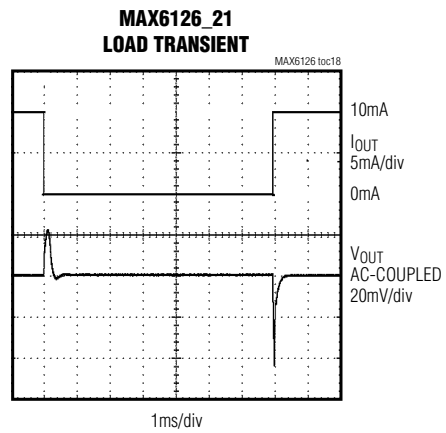 MAX6126_21
LOAD TRANSIENT
MAX6126 toc18
10mA
IOUT
5mA/div
0mA
VOUT
AC-COUPLED
20mV/div
1ms/div